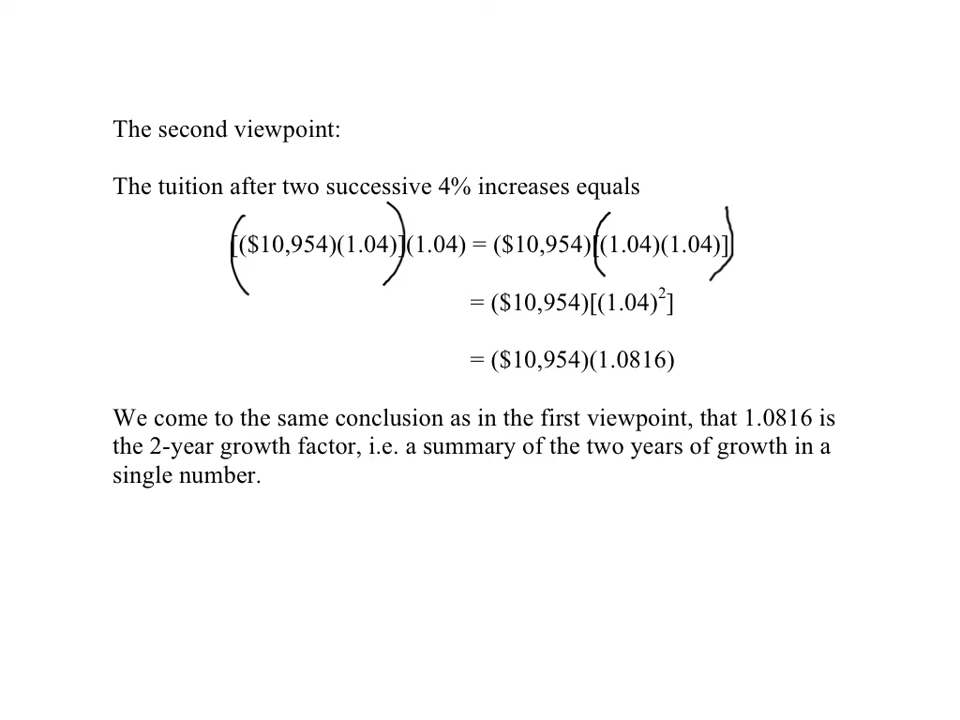 The second viewpoint:
The tuition after two successive 4% increases equals
[($10,954)(1.04)](1.04) = ($10,954)[(1.04)(1.04)]
= ($10,954)[(1.04)²]
= ($10,954)(1.0816)
We come to the same conclusion as in the first viewpoint, that 1.0816 is
the 2-year growth factor, i.e. a summary of the two years of growth in a
single number.